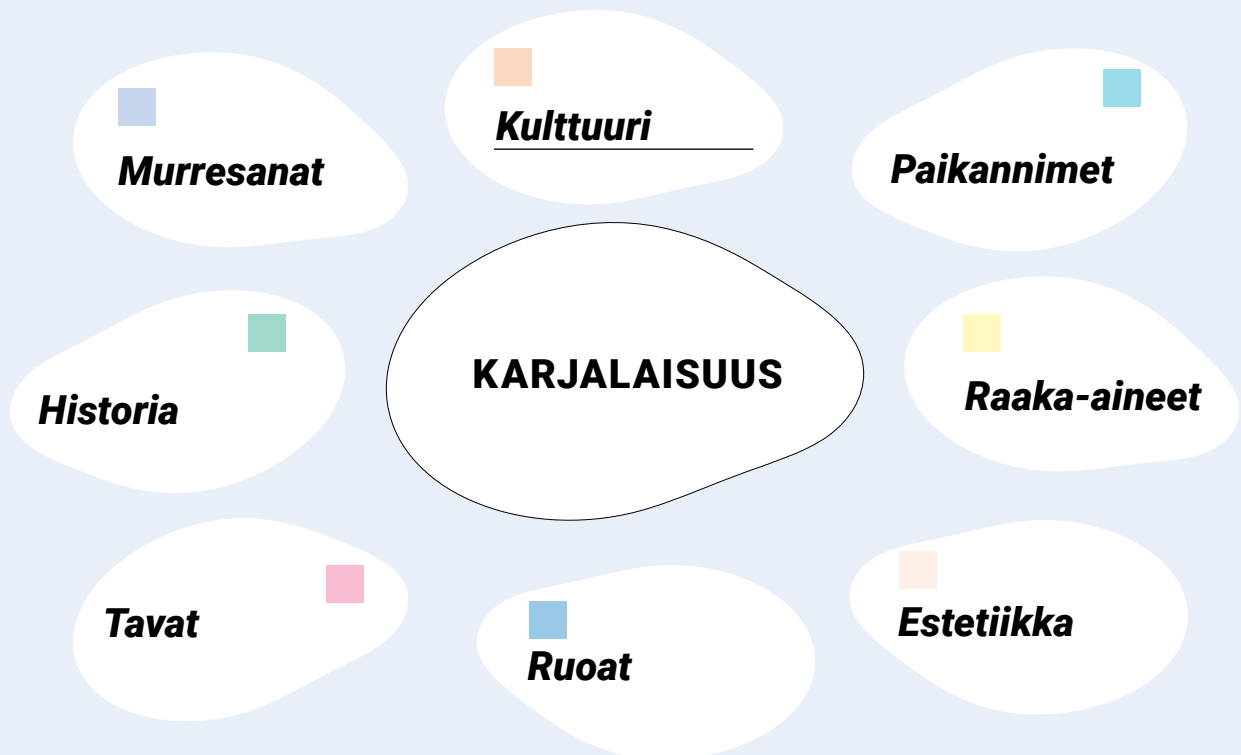 Kulttuuri
Murresanat
Paikannimet
KARJALAISUUS
Historia
Raaka-aineet
Tavat
Ruoat
Estetiikka